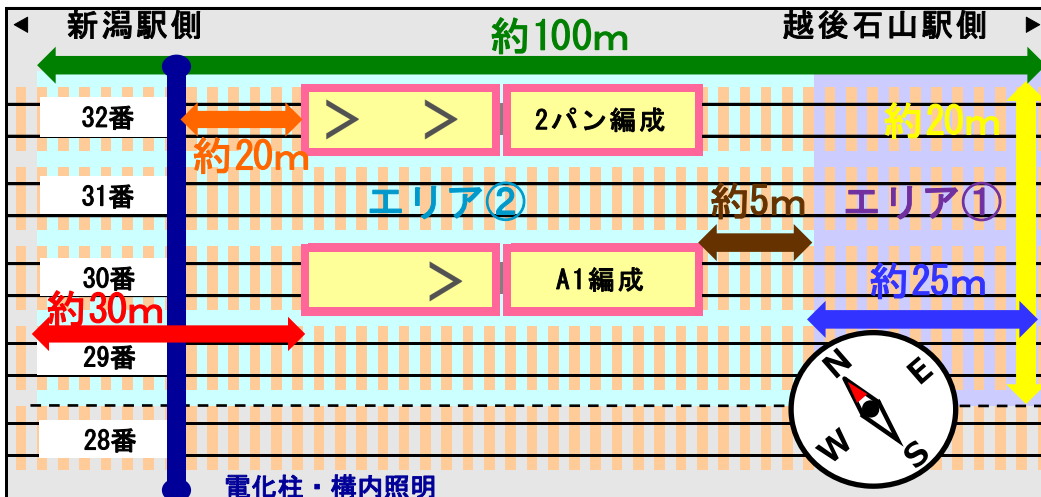 ◀ 新潟駅側
越後石山駅側 ▶
約100m
32番
2パン編成
約20m
約20m
31番
エリア②
約5m
エリア①
30番
A1編成
約25m
約30m
29番
N
E
W
S
28番
電化柱・構内照明